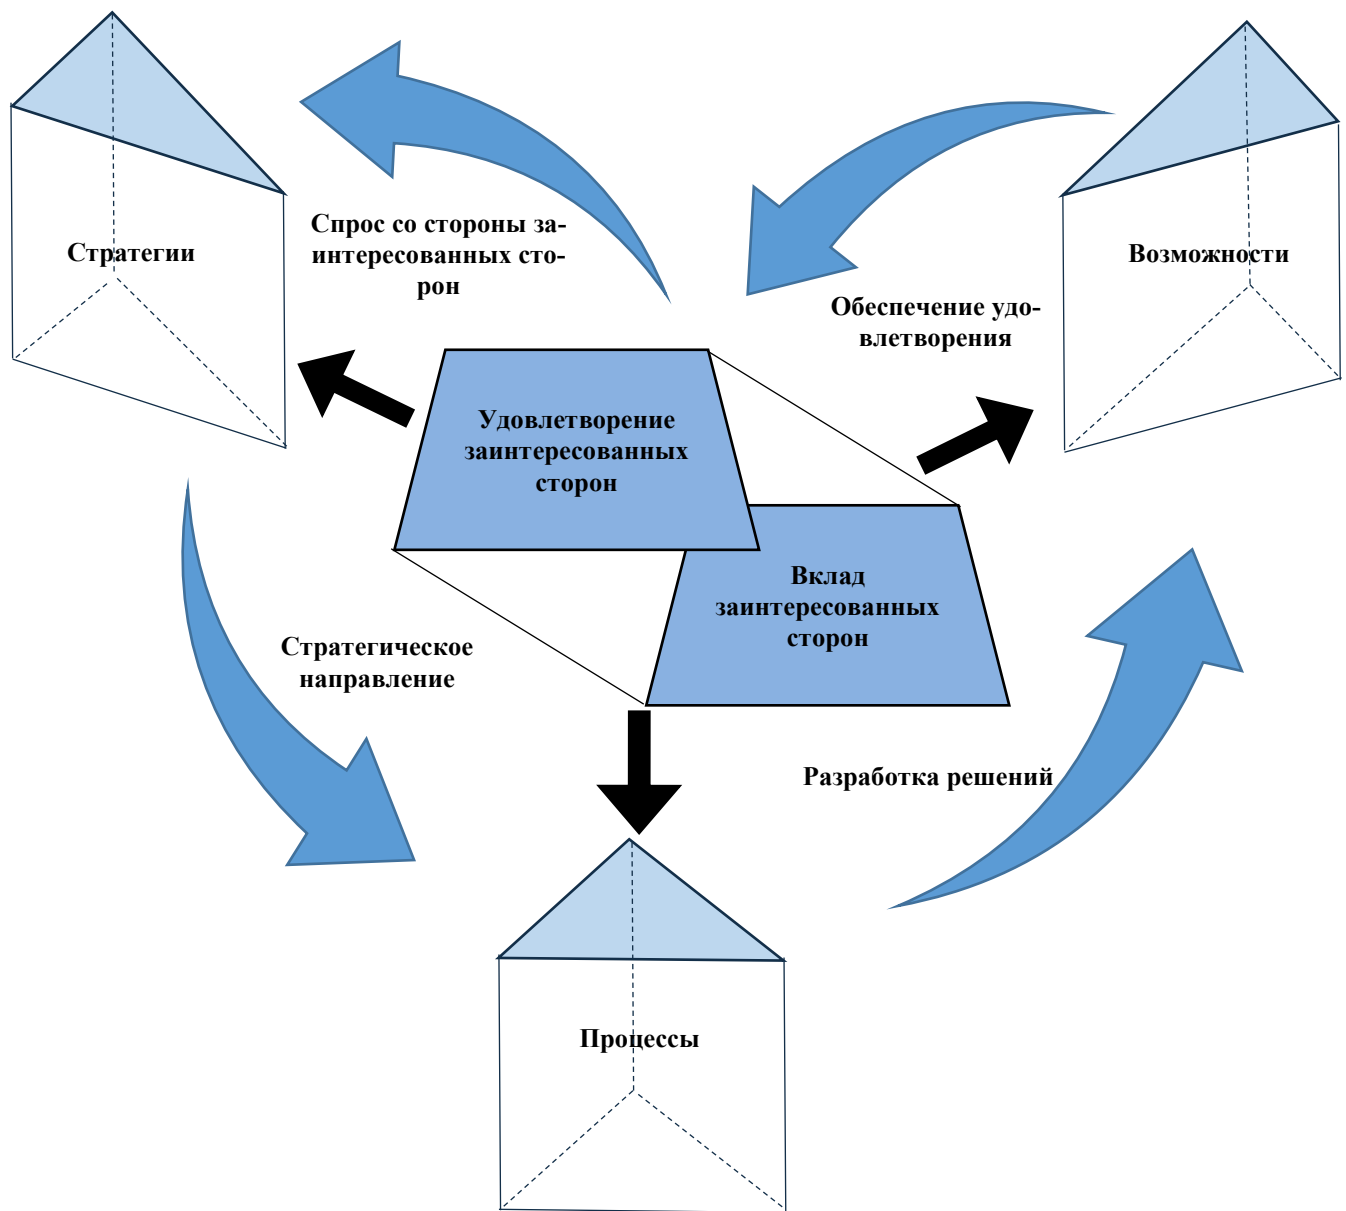 Стратегии
Спрос со стороны за-
интересованных сто-
рон
Возможности
Обеспечение удо-
влетворения
Удовлетворение
заинтересованных
сторон
Вклад
заинтересованных
сторон
Стратегическое
направление
Разработка решений
Процессы